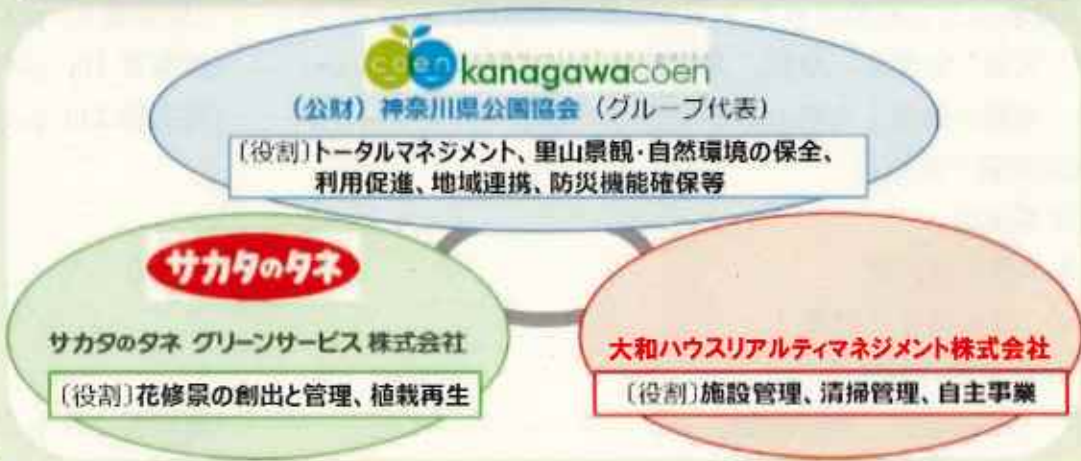 coen kanagawacoen
(公財) 神奈川県公園協会 (グループ代表)
〔役割〕トータルマネジメント、里山景観・自然環境の保全、
利用促進、地域連携、防災機能確保等
サカタのタネ
サカタのタネ グリーンサービス 株式会社
〔役割〕花修景の創出と管理、植栽再生
大和ハウスリアルティマネジメント株式会社
〔役割〕施設管理、清掃管理、自主事業